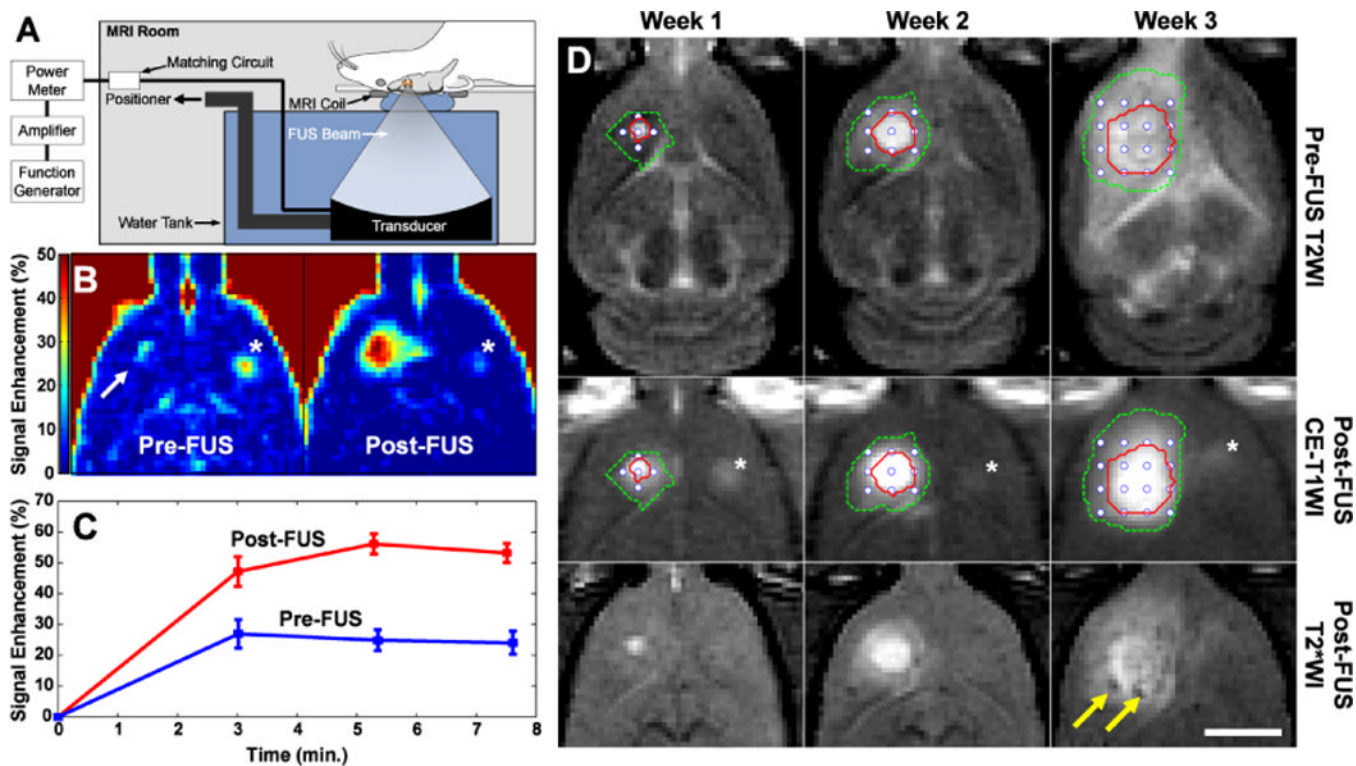 A
MRI Room
Matching Circuit
Power
Meter
Positioner
MRI Coil
FUS Beam
Amplifier
Function
Generator
Water Tank
Transducer
B
Signal Enhancement (%)
50
40
30
20
10
0
*
*
Pre-FUS
Post-FUS
C
Signal Enhancement (%)
70
60
50
40
30
20
10
0
Post-FUS
Pre-FUS
0 1 2 3 4 5 6 7 8
Time (min.)
D
Week 1 Week 2 Week 3
Pre-FUS T2WI
*
*
*
Post-FUS
CE-T1WI
Post-FUS
T2*WI